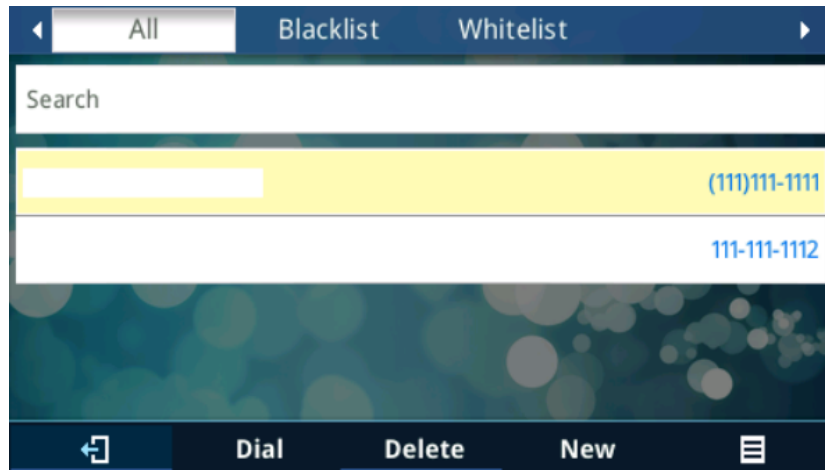 All Blacklist Whitelist
Search
(111)111-1111
111-111-1112
Dial Delete New